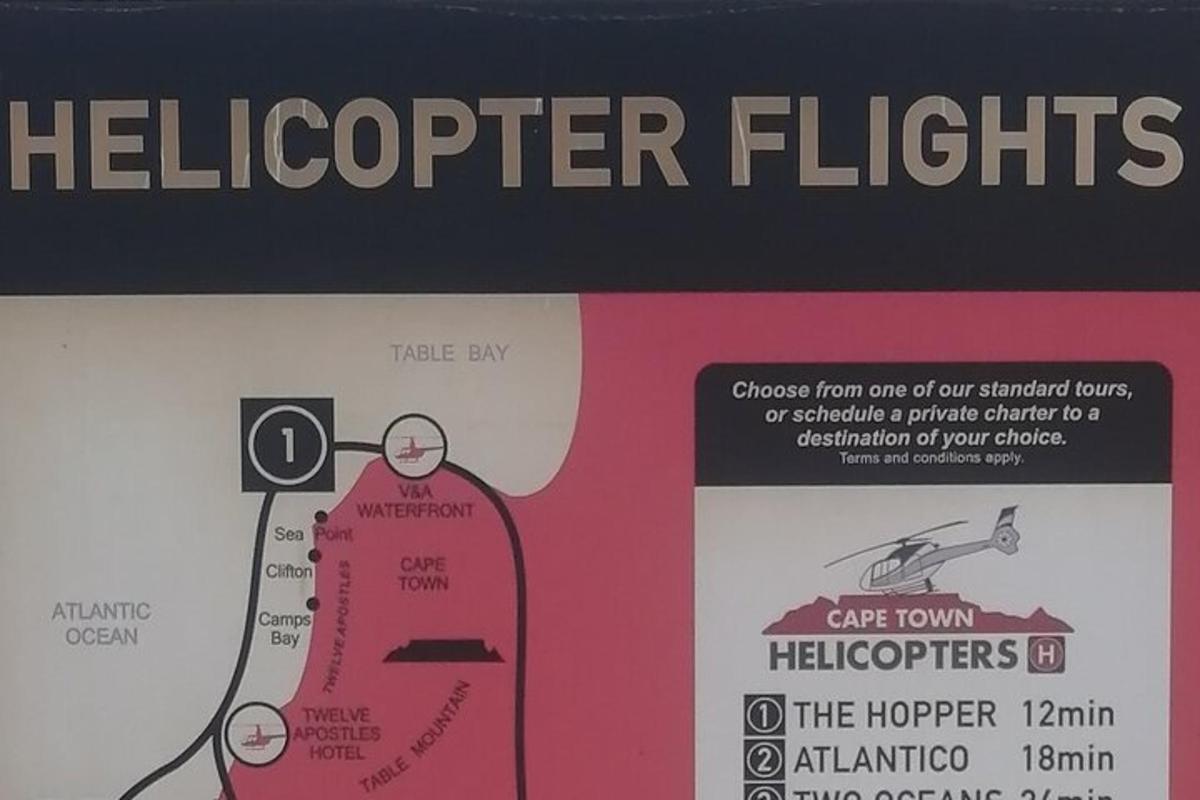 HELICOPTER FLIGHTS
TABLE BAY
1
V&A
WATERFRONT
Sea Point
Clifton
CAPE
TOWN
Camps
Bay
ATLANTIC
OCEAN
TWELVE APOSTLES
TWELVE
APOSTLES
HOTEL
TABLE MOUNTAIN
Choose from one of our standard tours,
or schedule a private charter to a
destination of your choice.
Terms and conditions apply.
CAPE TOWN
HELICOPTERS H
1 THE HOPPER 12min
2 ATLANTICO 18min
TWO OCEANS